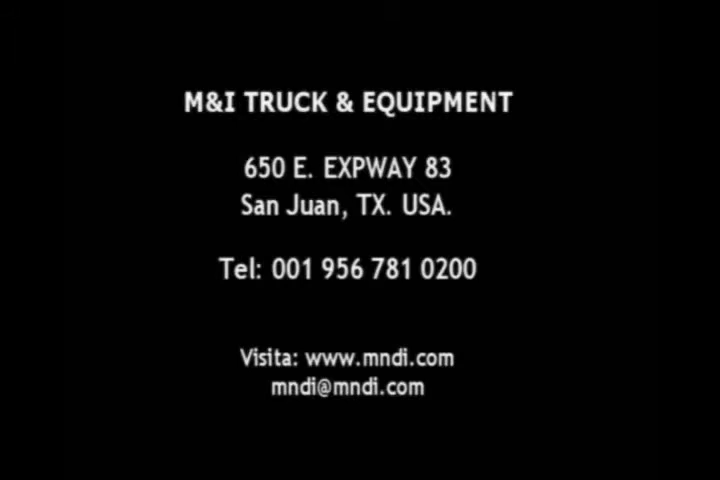 M&I TRUCK & EQUIPMENT
650 E. EXPWAY 83
San Juan, TX. USA.
Tel: 001 956 781 0200
Visita: www.mndi.com
mndi@mndi.com